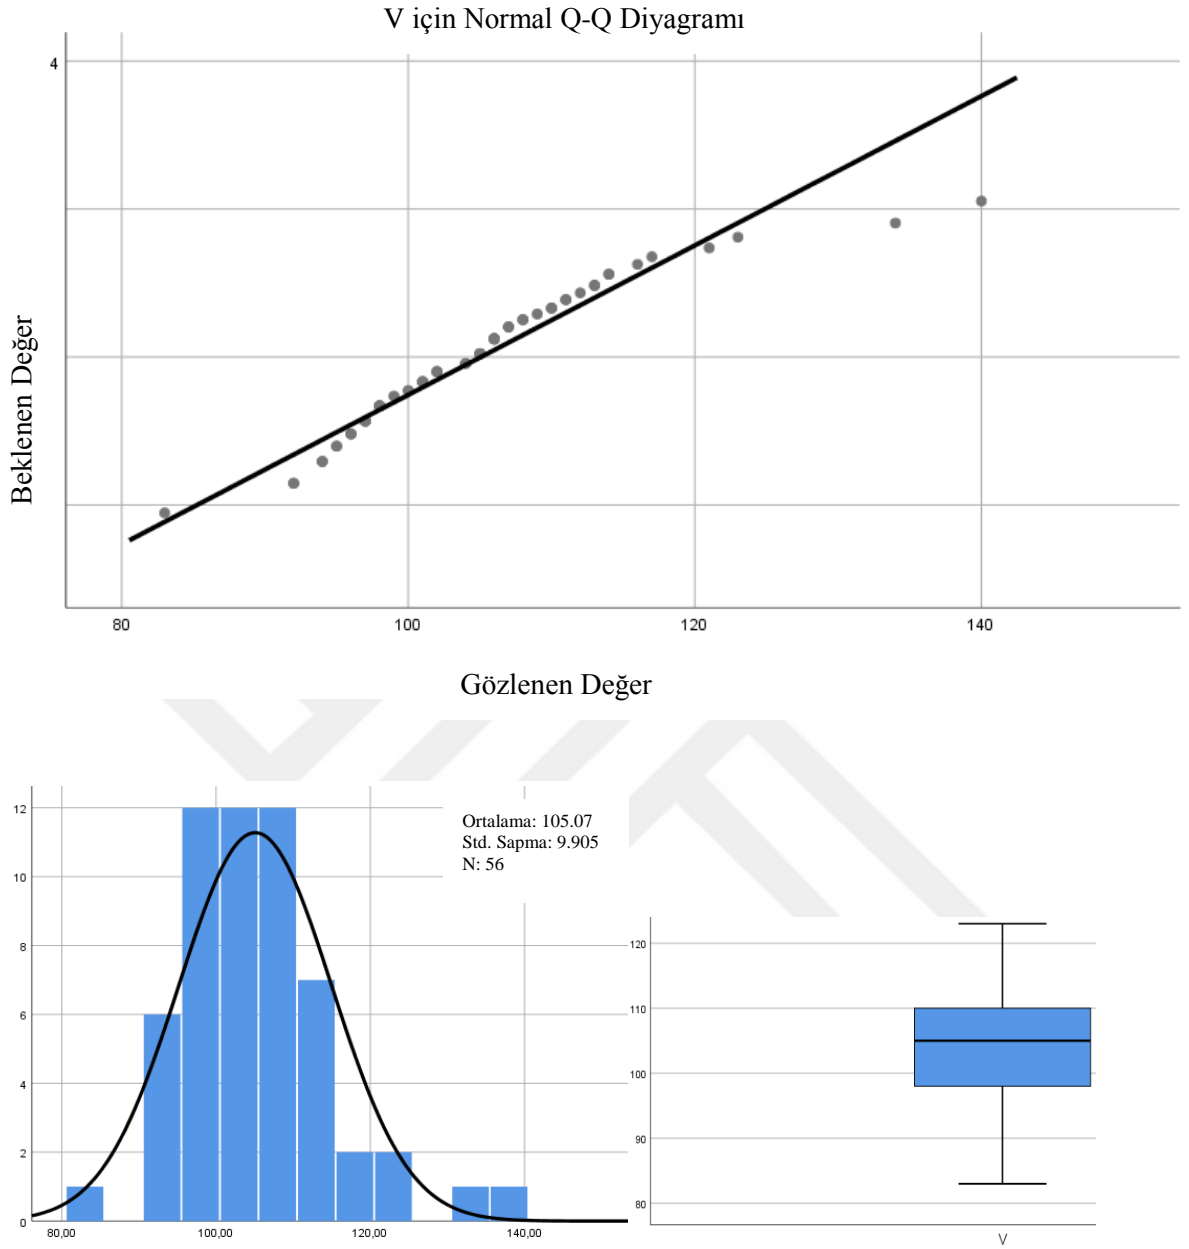 V için Normal Q-Q Diyagramı
4
Beklenen Değer
80 100 120 140
Gözlenen Değer
12
10
8
6
4
2
0
80,00 100,00 120,00 140,00
Ortalama: 105.07
Std. Sapma: 9.905
N: 56
120
110
100
90
80
V